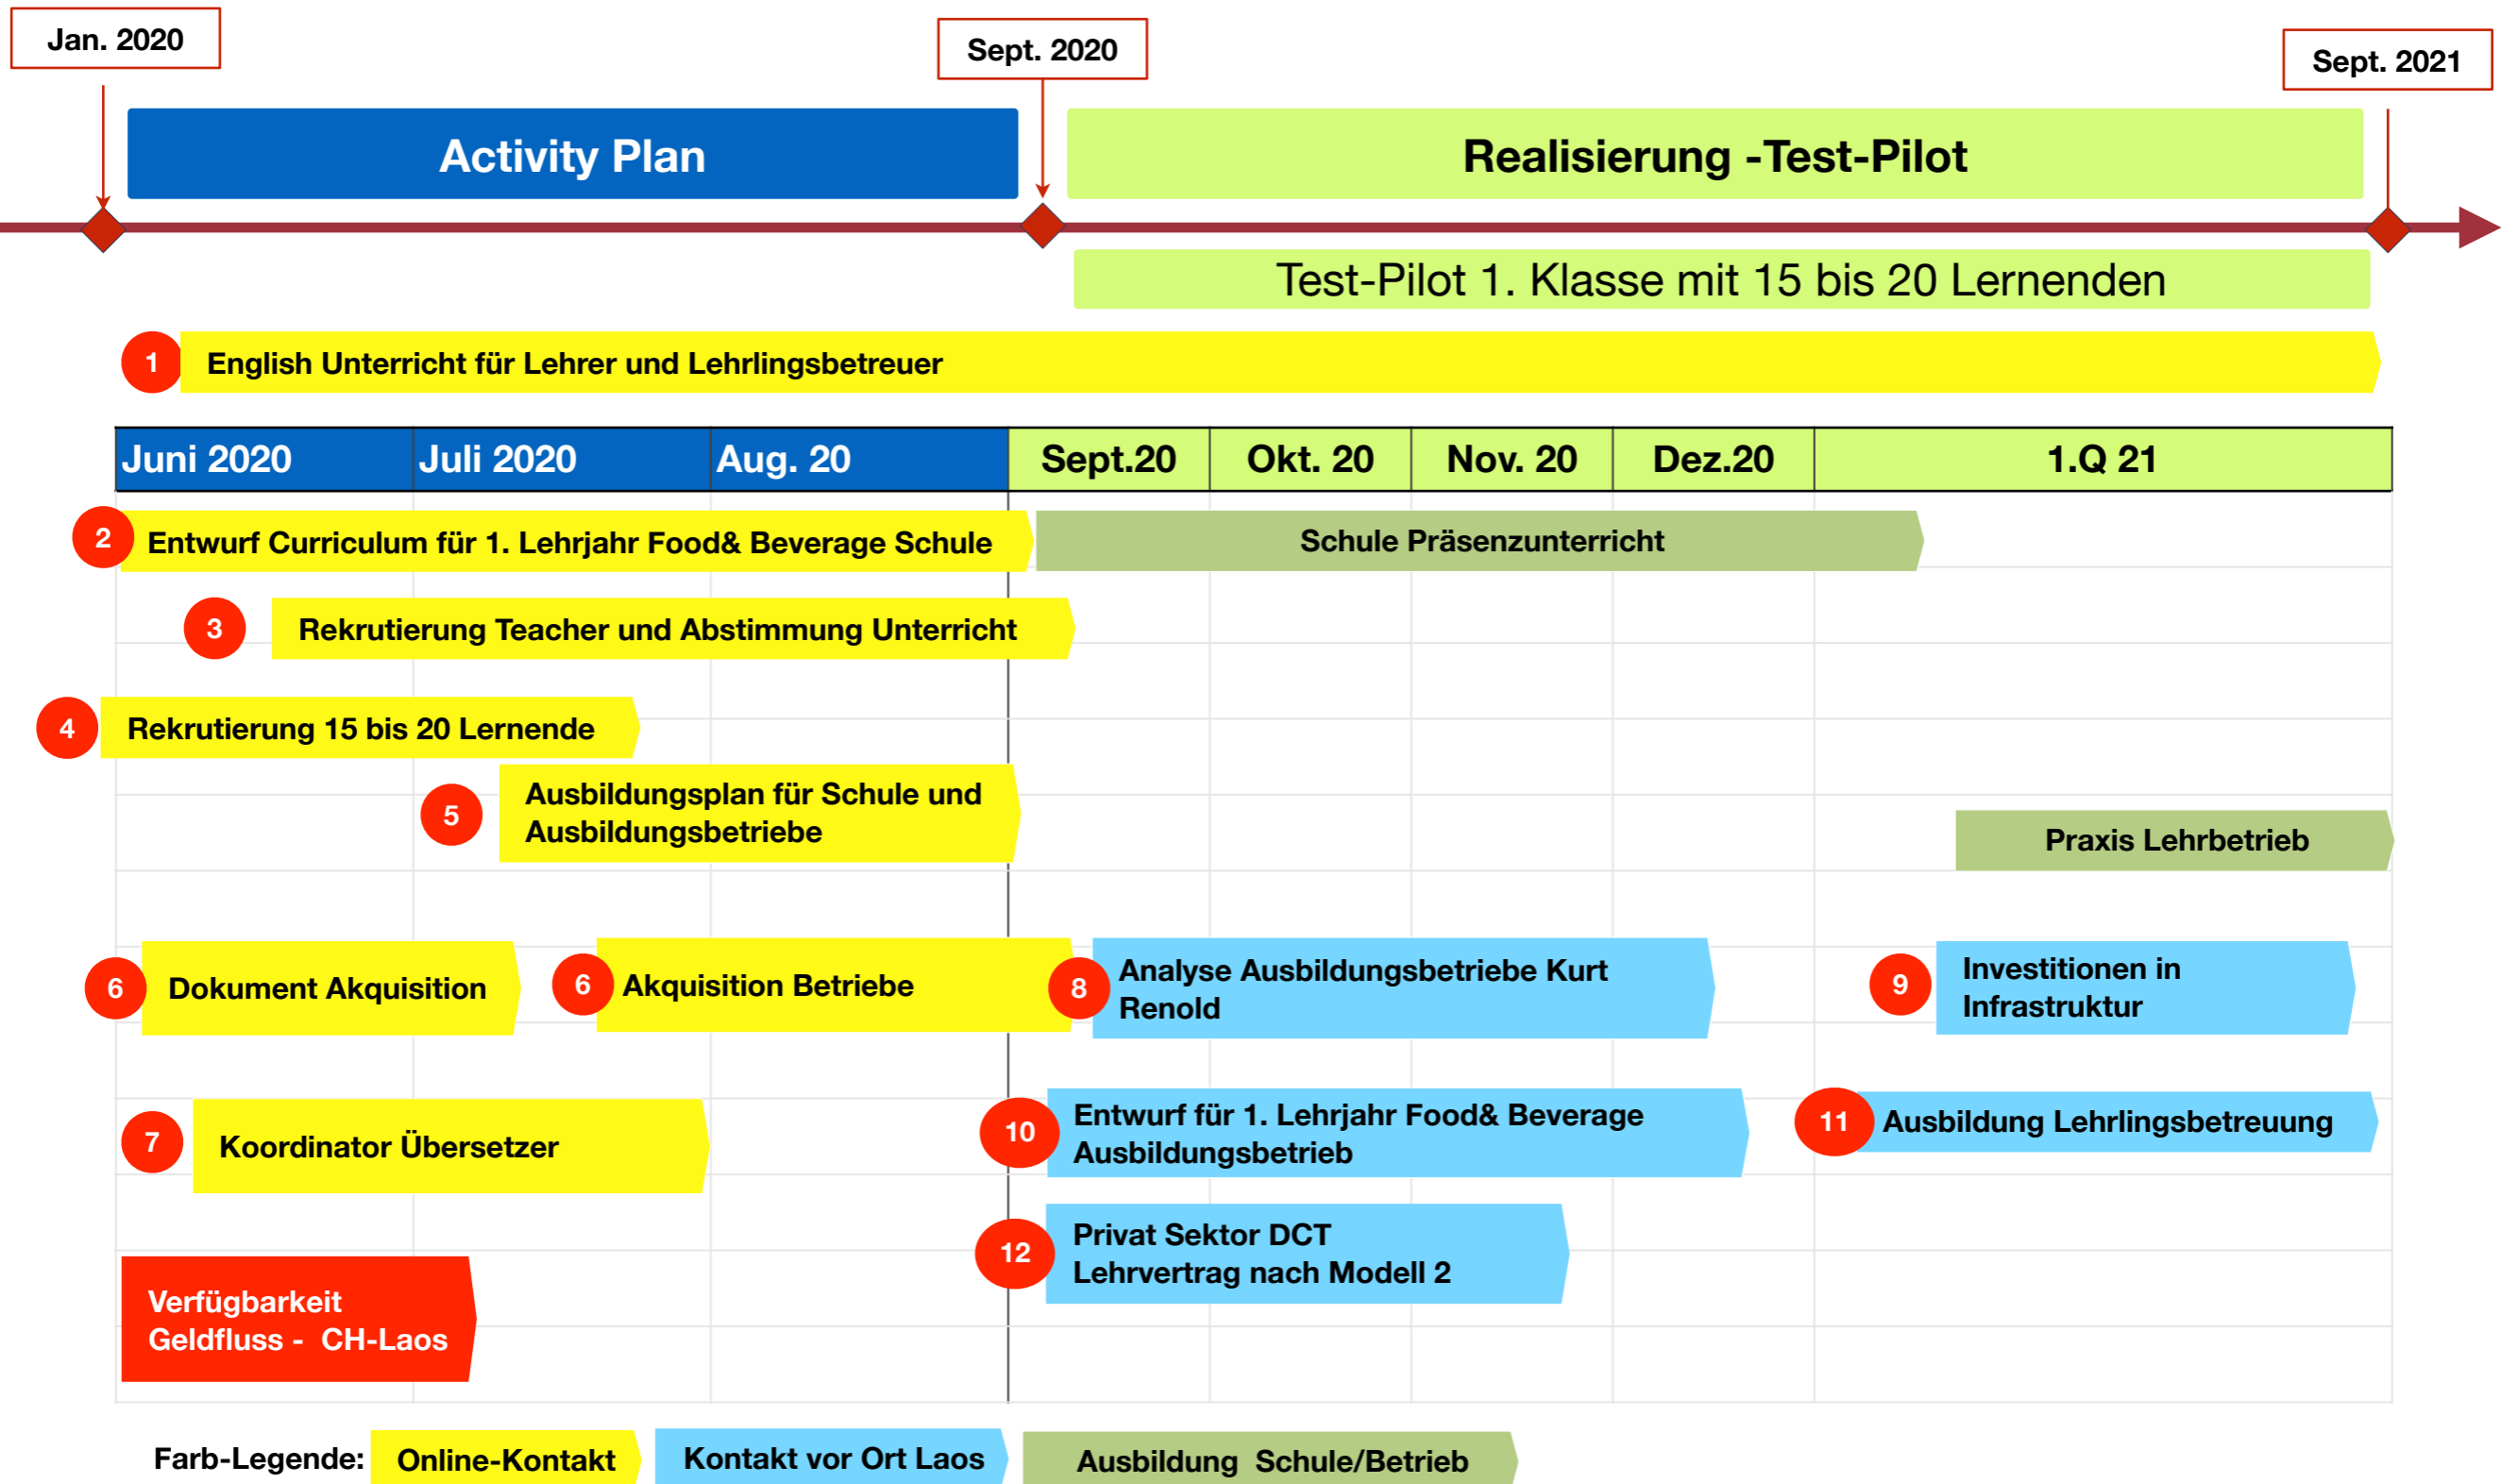 Jan. 2020
Sept. 2020
Sept. 2021
Activity Plan
Realisierung -Test-Pilot
Test-Pilot 1. Klasse mit 15 bis 20 Lernenden
1 English Unterricht für Lehrer und Lehrlingsbetreuer
Juni 2020 Juli 2020 Aug. 20 Sept.20 Okt. 20 Nov. 20 Dez.20 1.Q 21
2 Entwurf Curriculum für 1. Lehrjahr Food& Beverage Schule
Schule Präsenzunterricht
3 Rekrutierung Teacher und Abstimmung Unterricht
4 Rekrutierung 15 bis 20 Lernende
5 Ausbildungsplan für Schule und
Ausbildungsbetriebe
Praxis Lehrbetrieb
6 Dokument Akquisition
6 Akquisition Betriebe
8 Analyse Ausbildungsbetriebe Kurt
Renold
9 Investitionen in
Infrastruktur
7 Koordinator Übersetzer
10 Entwurf für 1. Lehrjahr Food& Beverage
Ausbildungsbetrieb
11 Ausbildung Lehrlingsbetreuung
12 Privat Sektor DCT
Lehrvertrag nach Modell 2
Verfügbarkeit
Geldfluss - CH-Laos
Farb-Legende: Online-Kontakt Kontakt vor Ort Laos Ausbildung Schule/Betrieb